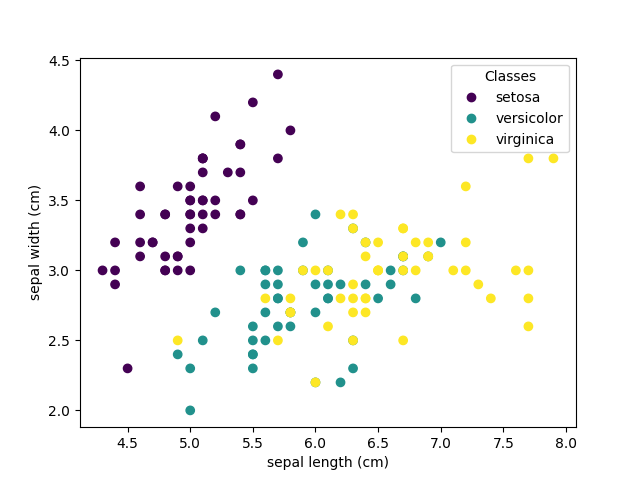 4.5
4.0
3.5
3.0
2.5
2.0
sepal width (cm)
Classes
setosa
versicolor
virginica
4.5 5.0 5.5 6.0 6.5 7.0 7.5 8.0
sepal length (cm)